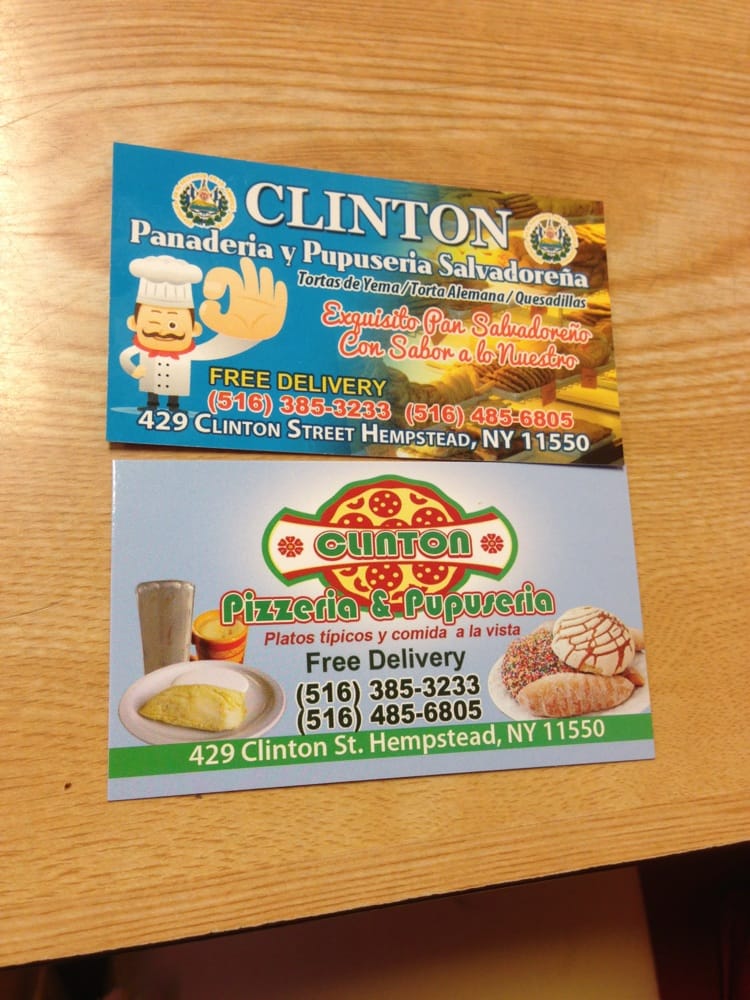 CLINTON
Panaderia y Pupuseria Salvadoreña
Tortas de Yema/Torta Alemana/Quesadillas
Exquisito Pan Salvadoreño
Con Sabor a lo Nuestro
FREE DELIVERY
(516) 385-3233 (516) 485-6805
429 CLINTON STREET HEMPSTEAD, NY 11550
CLINTON
Pizzeria & Pupuseria
Platos típicos y comida a la vista
Free Delivery
(516) 385-3233
(516) 485-6805
429 Clinton St. Hempstead, NY 11550